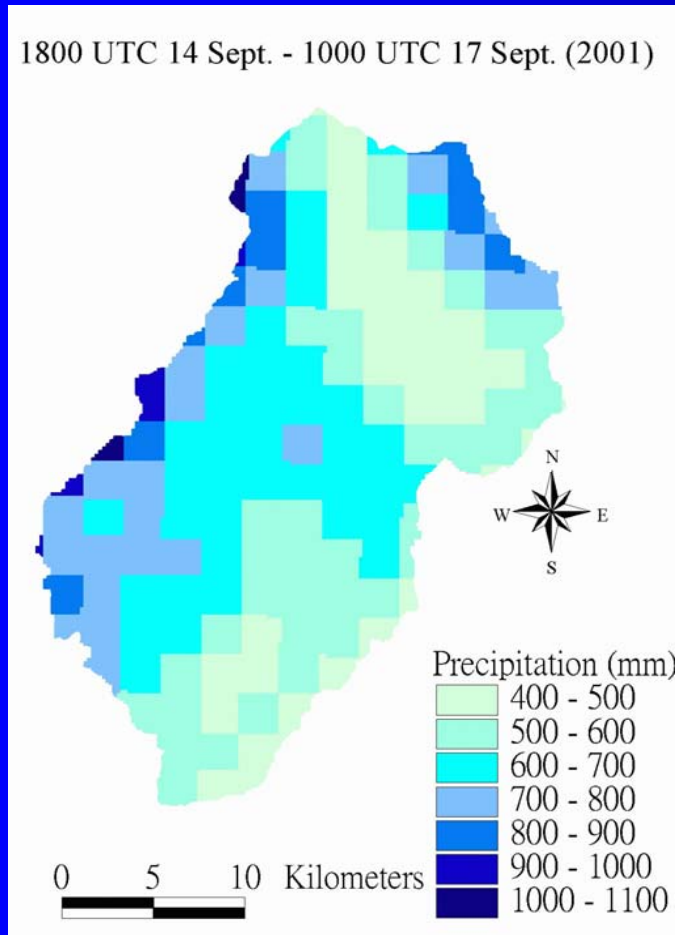 1800 UTC 14 Sept. - 1000 UTC 17 Sept. (2001)
N
W E
S
Precipitation (mm)
400 - 500
500 - 600
600 - 700
700 - 800
800 - 900
900 - 1000
1000 - 1100
0 5 10 Kilometers